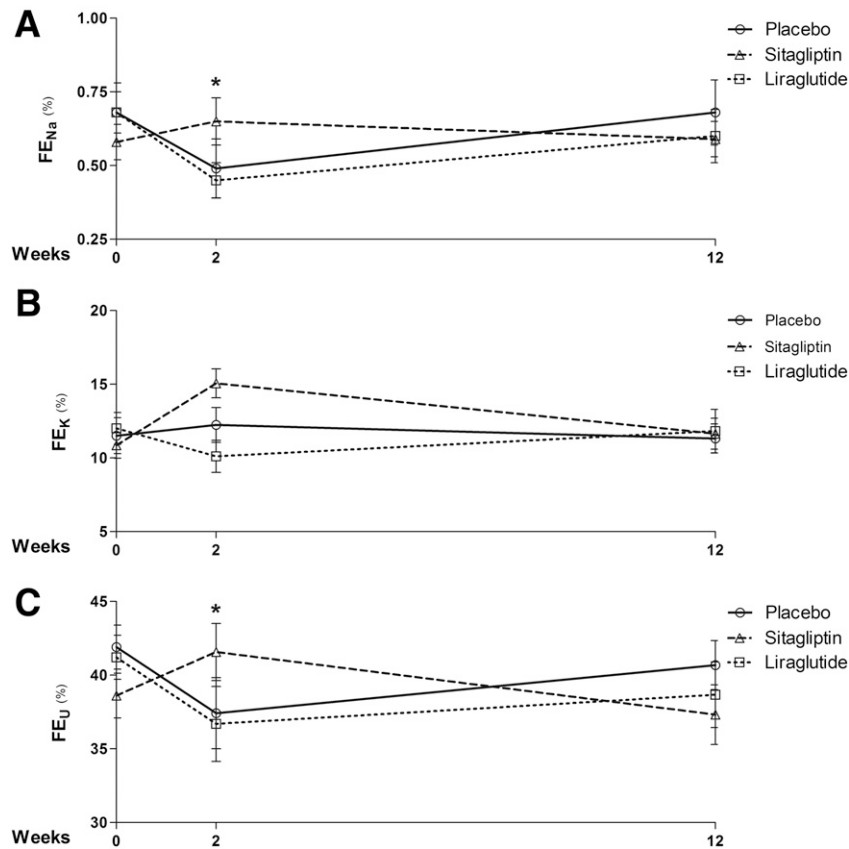 A
1.00
0.75
0.50
0.25
FENa (%)
*
Placebo
Sitagliptin
Liraglutide
Weeks
0
2
12
B
20
15
10
5
FEK (%)
Placebo
Sitagliptin
Liraglutide
Weeks
0
2
12
C
45
40
35
30
FEU (%)
*
Placebo
Sitagliptin
Liraglutide
Weeks
0
2
12